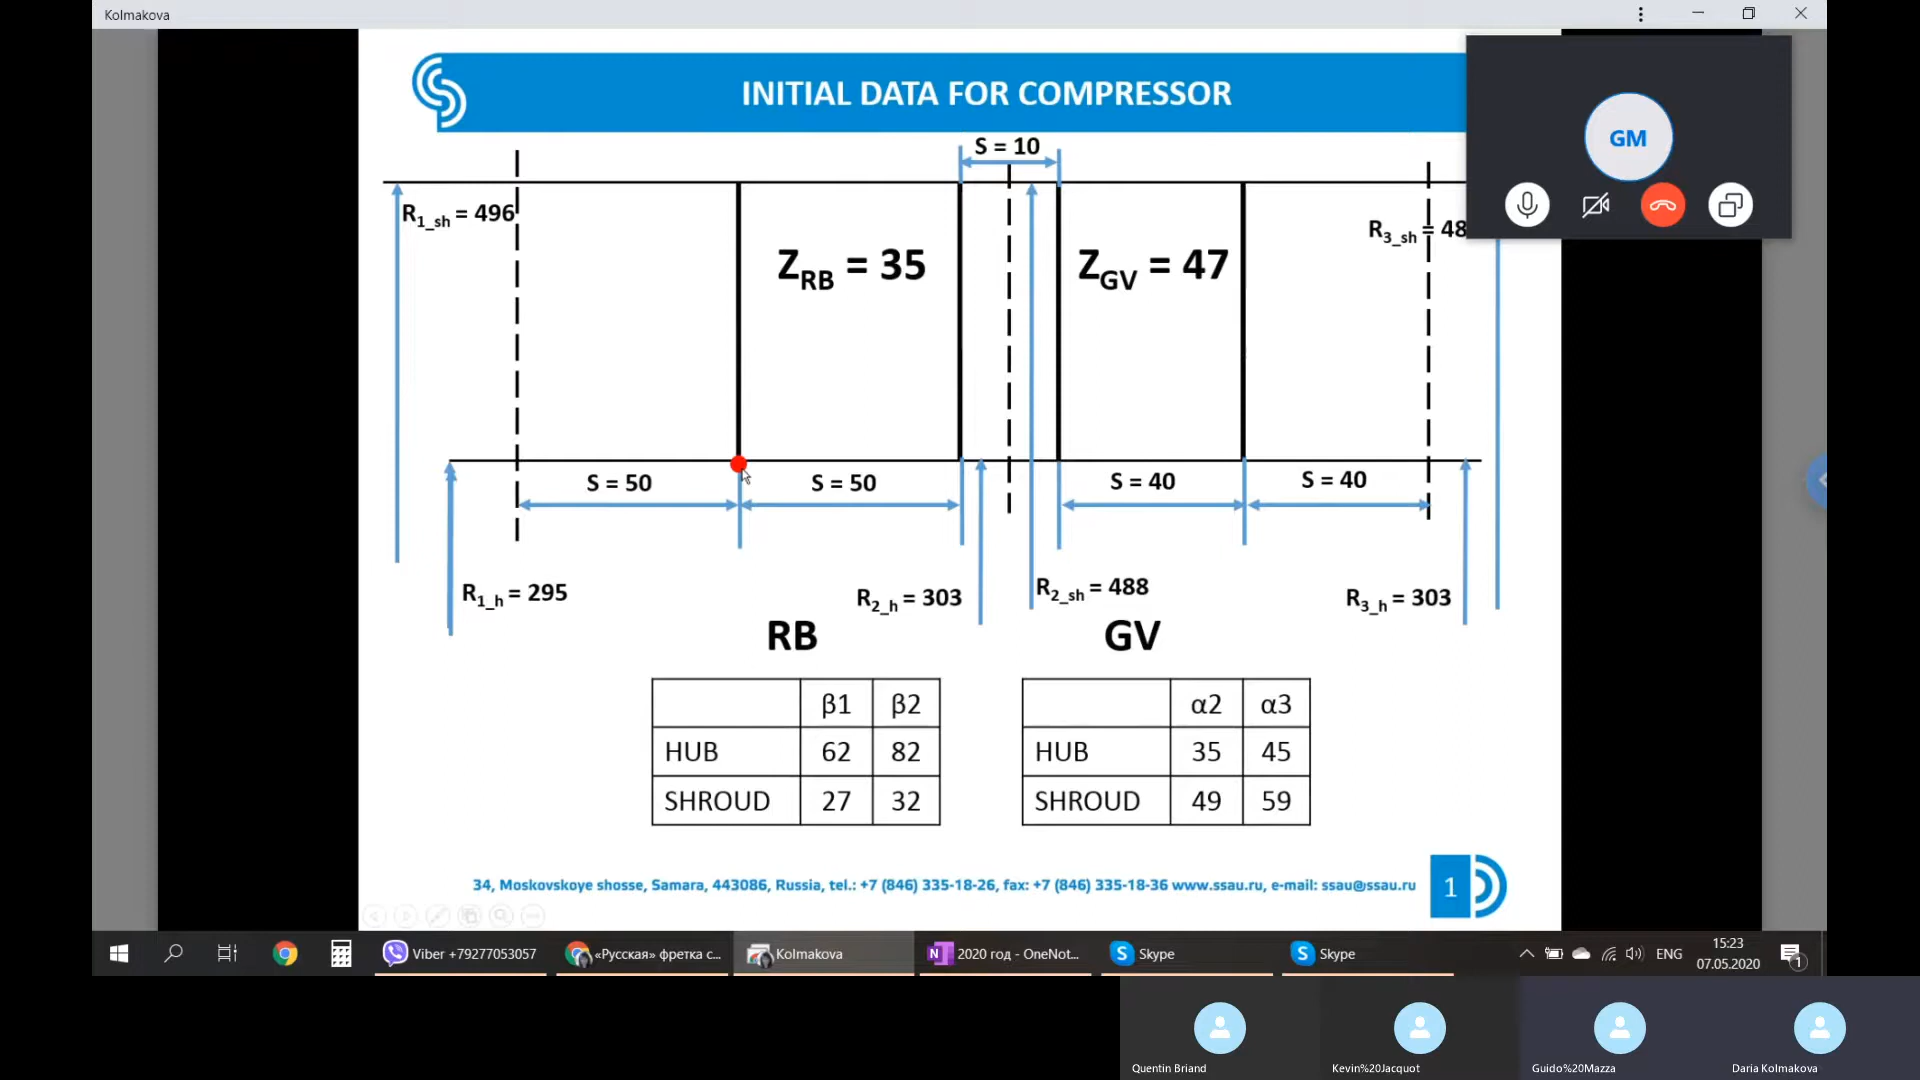 Kolmakova
INITIAL DATA FOR COMPRESSOR
GM
S = 10
R1_sh = 496
R3_sh = 48
ZRB = 35
ZGV = 47
S = 50
S = 50
S = 40
S = 40
R1_h = 295
R2_h = 303
R2_sh = 488
R3_h = 303
RB
GV
β1 β2
HUB 62 82
SHROUD 27 32
α2 α3
HUB 35 45
SHROUD 49 59
34, Moskovskoye shosse, Samara, 443086, Russia, tel.: +7 (846) 335-18-26, fax: +7 (846) 335-18-36 www.ssau.ru, e-mail: ssau@ssau.ru
1
Viber +79277053057
«Русская» фретка с...
Kolmakova
2020 год - OneNot...
Skype
Skype
ENG
15:23
07.05.2020
1
Quentin Briand
Kevin%20Jacquot
Guido%20Mazza
Daria Kolmakova